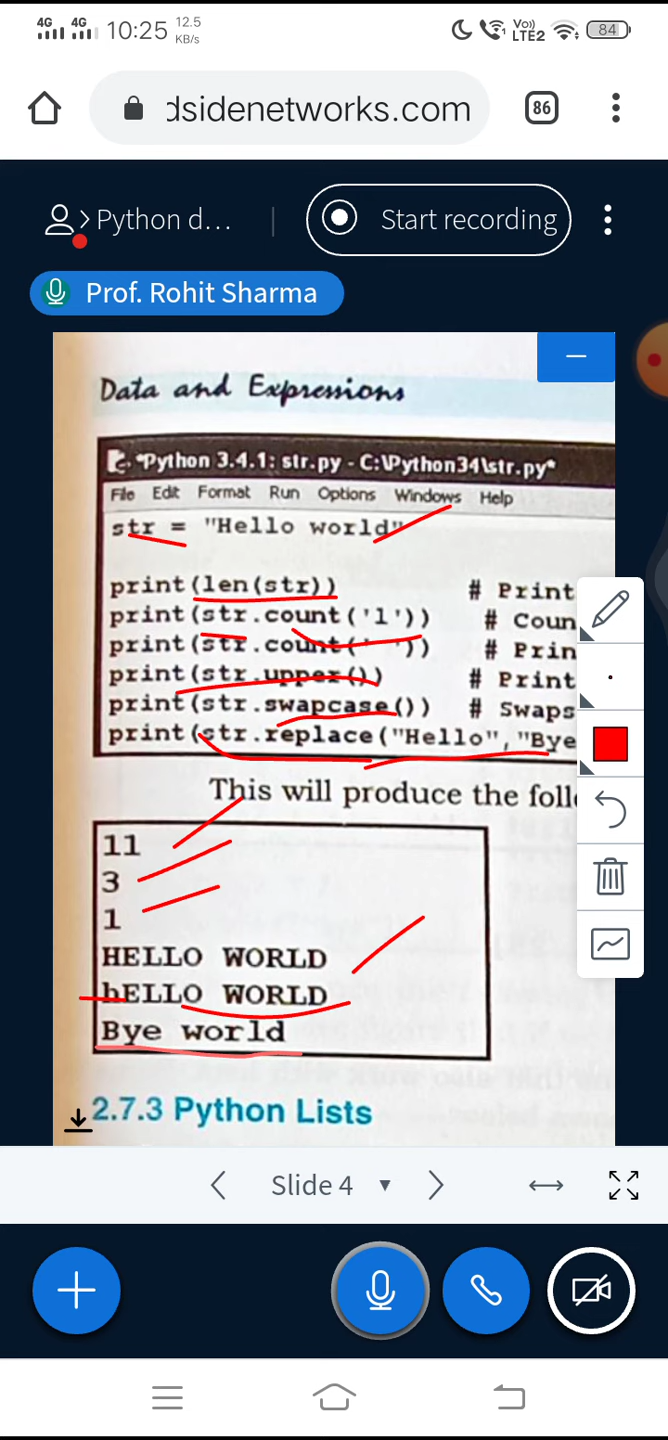 4G 4G 10:25 12.5 KB/s Vo)) LTE2 84
dsidenetworks.com 86
Python d... Start recording
Prof. Rohit Sharma
Data and Expressions
*Python 3.4.1: str.py - C:\Python34\str.py*
File Edit Format Run Options Windows Help
str = "Hello world"
print(len(str)) # Print
print(str.count('l')) # Coun
print(str.count(' ')) # Prin
print(str.upper()) # Print
print(str.swapcase()) # Swaps
print(str.replace("Hello","Bye
This will produce the foll
11
3
1
HELLO WORLD
hELLO WORLD
Bye world
2.7.3 Python Lists
Slide 4